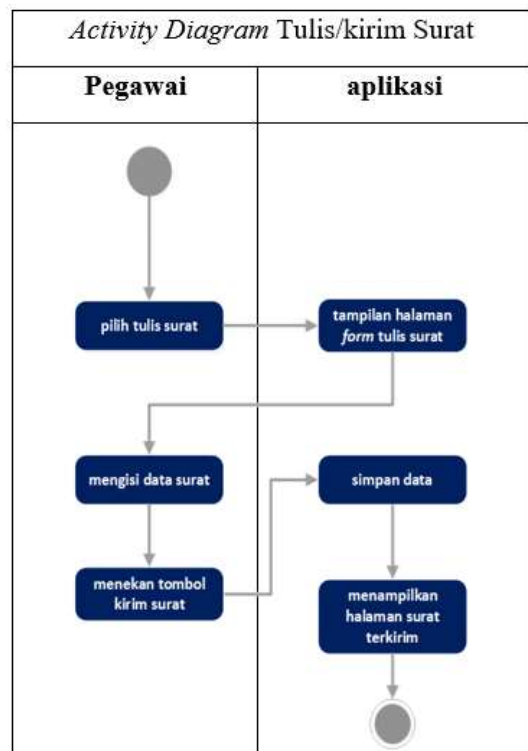 Activity Diagram Tulis/kirim Surat
Pegawai
aplikasi
pilih tulis surat
tampilan halaman
form tulis surat
mengisi data surat
simpan data
menekan tombol
kirim surat
menampilkan
halaman surat
terkirim